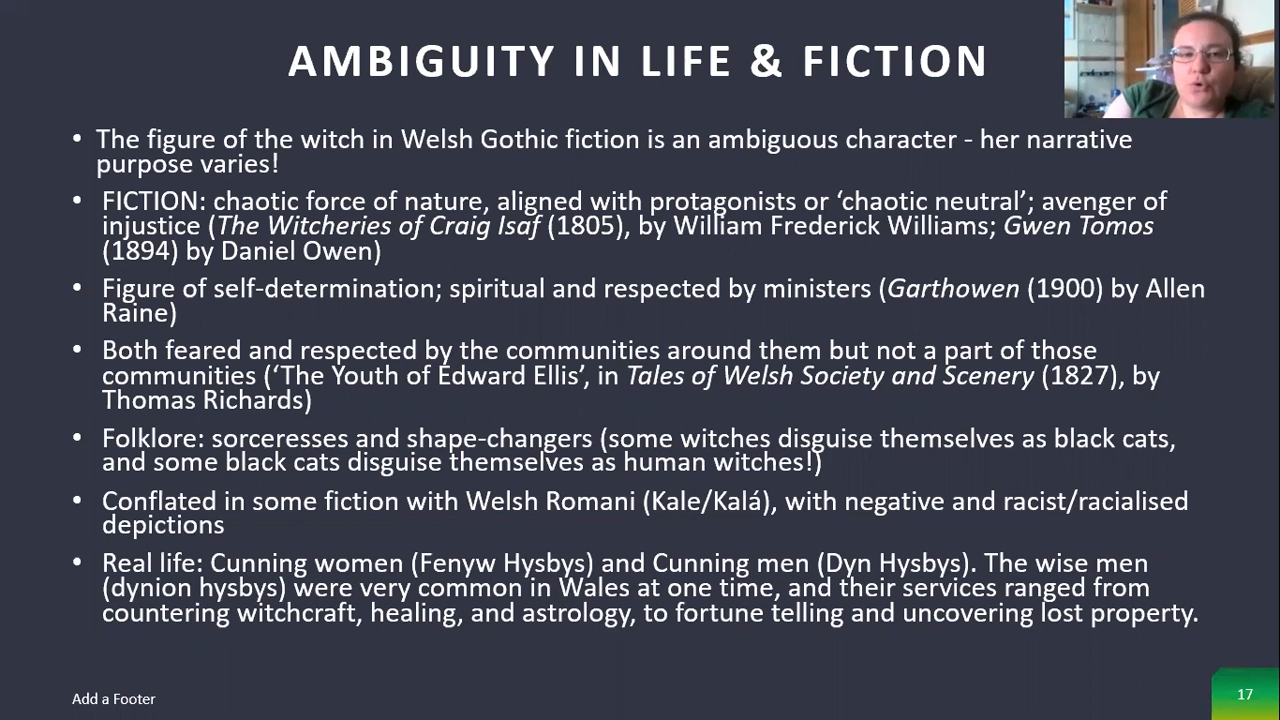 AMBIGUITY IN LIFE & FICTION
• The figure of the witch in Welsh Gothic fiction is an ambiguous character - her narrative
purpose varies!
• FICTION: chaotic force of nature, aligned with protagonists or ‘chaotic neutral’; avenger of
injustice (The Witcheries of Craig Isaf (1805), by William Frederick Williams; Gwen Tomos
(1894) by Daniel Owen)
• Figure of self-determination; spiritual and respected by ministers (Garthowen (1900) by Allen
Raine)
• Both feared and respected by the communities around them but not a part of those
communities (‘The Youth of Edward Ellis’, in Tales of Welsh Society and Scenery (1827), by
Thomas Richards)
• Folklore: sorceresses and shape-changers (some witches disguise themselves as black cats,
and some black cats disguise themselves as human witches!)
• Conflated in some fiction with Welsh Romani (Kale/Kalá), with negative and racist/racialised
depictions
• Real life: Cunning women (Fenyw Hysbys) and Cunning men (Dyn Hysbys). The wise men
(dynion hysbys) were very common in Wales at one time, and their services ranged from
countering witchcraft, healing, and astrology, to fortune telling and uncovering lost property.
Add a Footer
17